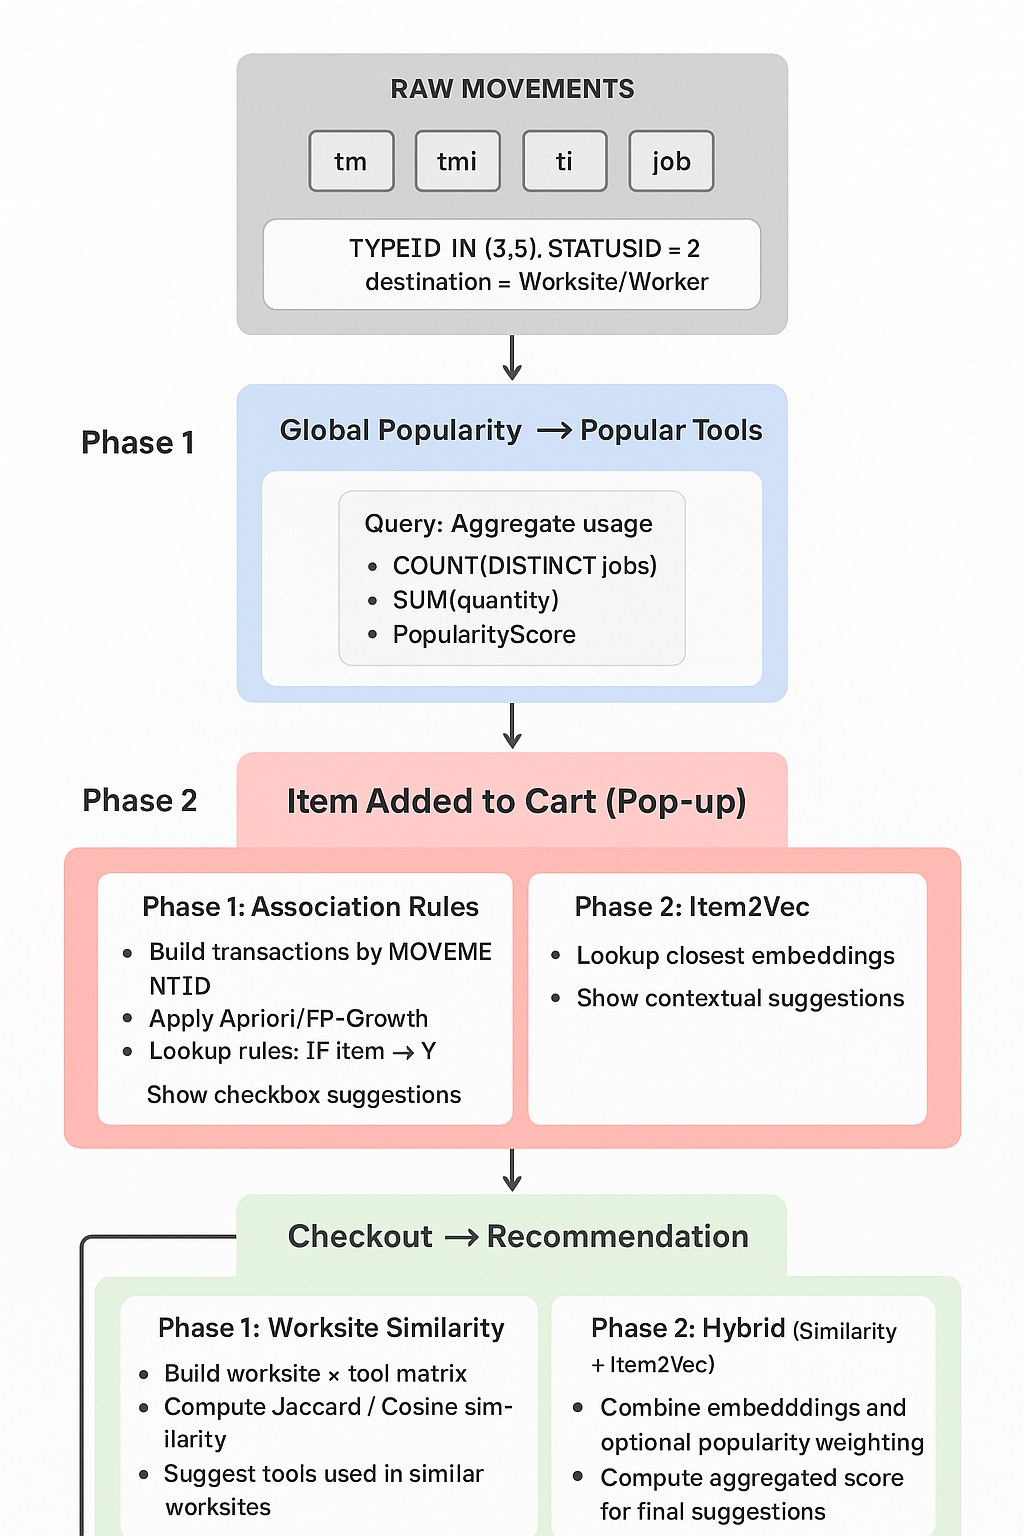 RAW MOVEMENTS
tm
tmi
ti
job
TYPEID IN (3,5). STATUSID = 2
destination = Worksite/Worker
Phase 1
Global Popularity → Popular Tools
Query: Aggregate usage
• COUNT(DISTINCT jobs)
• SUM(quantity)
• PopularityScore
Phase 2
Item Added to Cart (Pop-up)
Phase 1: Association Rules
• Build transactions by MOVEME
NTID
• Apply Apriori/FP-Growth
• Lookup rules: IF item → Y
Show checkbox suggestions
Phase 2: Item2Vec
• Lookup closest embeddings
• Show contextual suggestions
Checkout → Recommendation
Phase 1: Worksite Similarity
• Build worksite × tool matrix
• Compute Jaccard / Cosine sim-
ilarity
• Suggest tools used in similar
worksites
Phase 2: Hybrid (Similarity
+ Item2Vec)
• Combine embedddings and
optional popularity weighting
• Compute aggregated score
for final suggestions